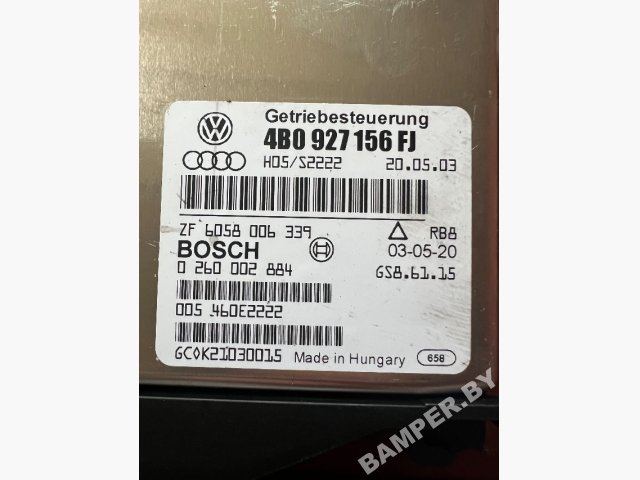 Getriebesteuerung
4B0 927 156 FJ
H05/S2222 20.05.03
ZF 6058 006 339 RB8
BOSCH 03-05-20
0 260 002 884 GS8.61.15
005 460E2222
GC0K21030015 Made in Hungary 658
BAMPER.BY